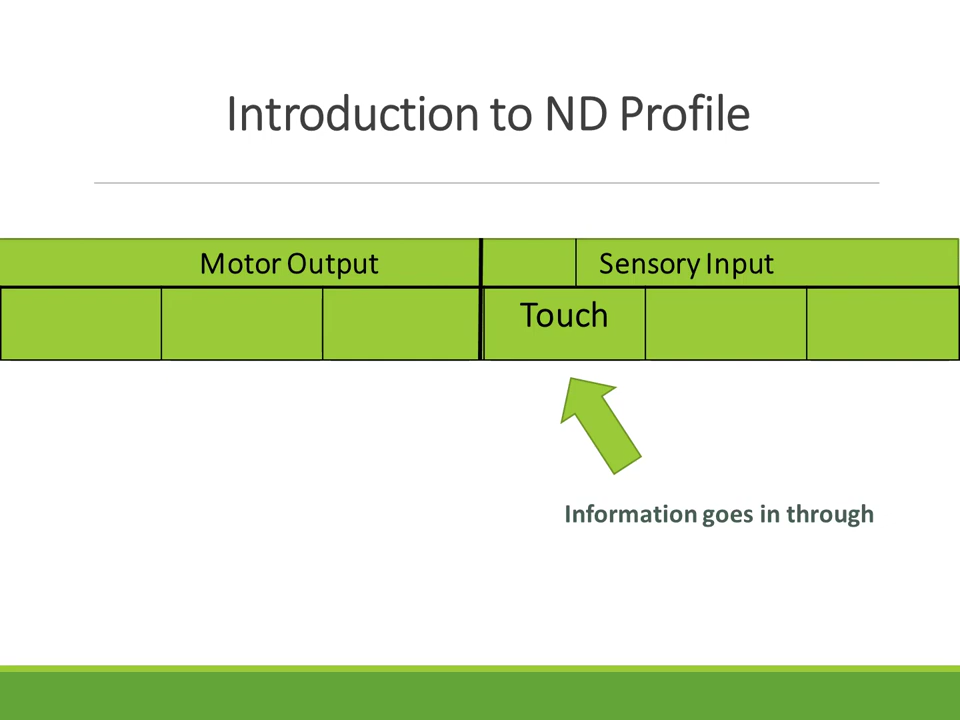 Introduction to ND Profile
Motor Output
Sensory Input
Touch
Information goes in through